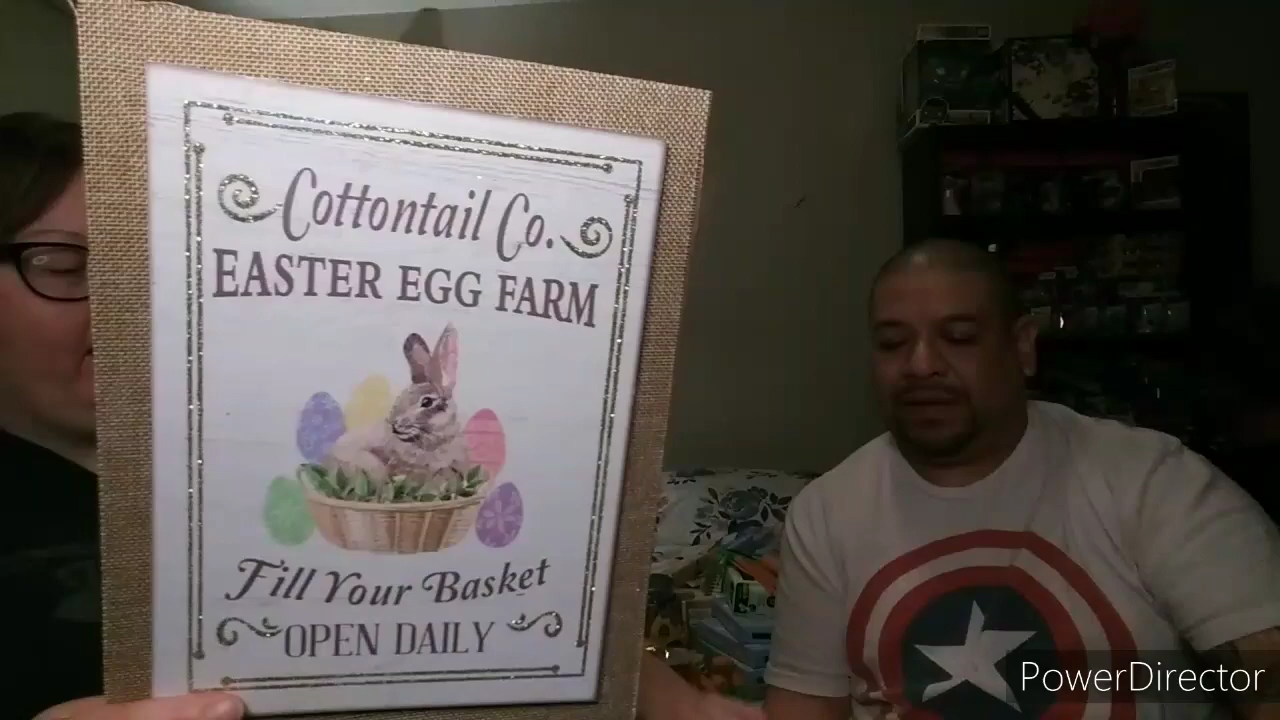 Cottontail Co.
EASTER EGG FARM
Fill Your Basket
OPEN DAILY
PowerDirector